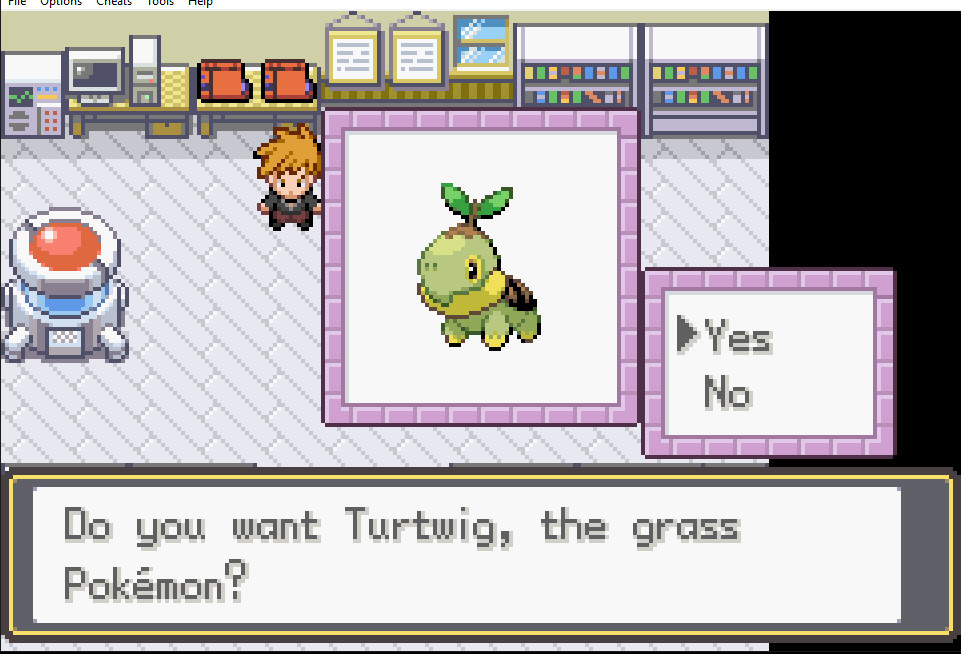 File Options Cheats Tools Help
Yes
No
Do you want Turtwig, the grass
Pokémon?